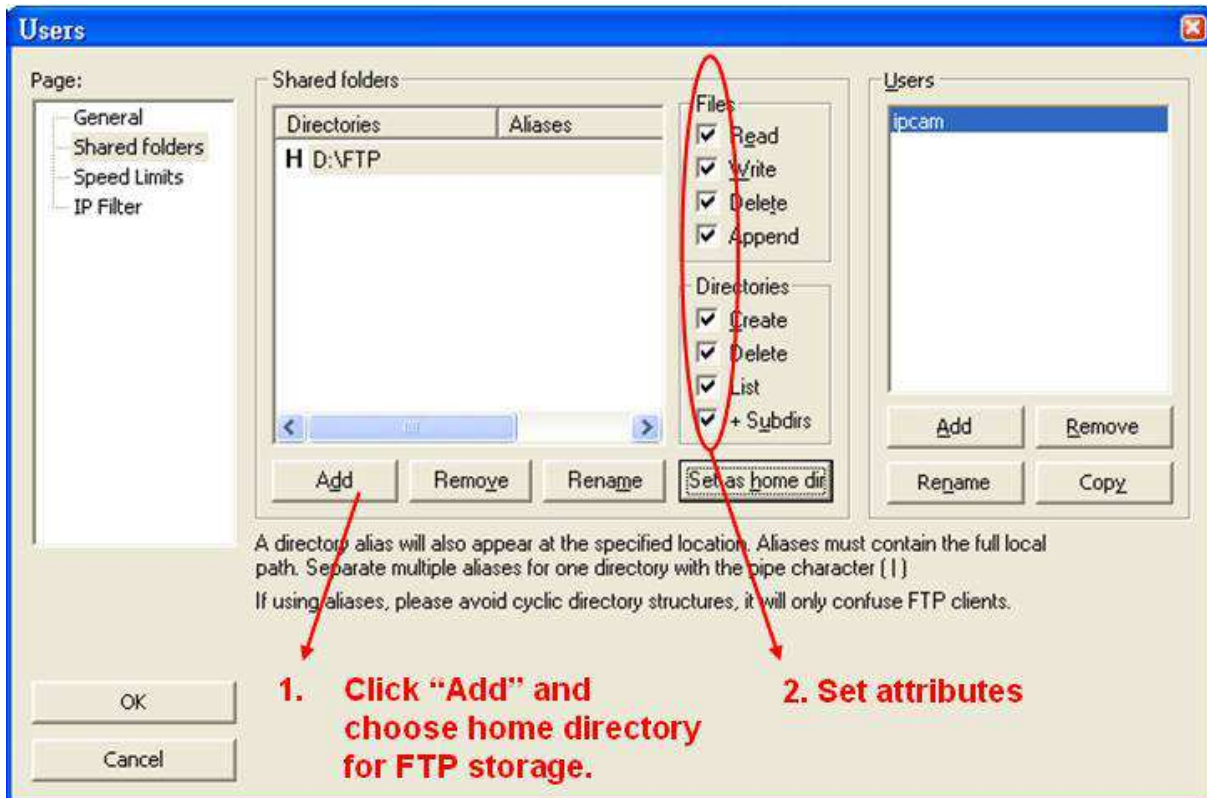 Users
Page:
General
Shared folders
Speed Limits
IP Filter
Shared folders
Directories Aliases
H D:\FTP
Add Remove Rename Set as home dir
Files
Read
Write
Delete
Append
Directories
Create
Delete
List
+ Subdirs
Users
ipcam
Add Remove
Rename Copy
A directory alias will also appear at the specified location. Aliases must contain the full local
path. Separate multiple aliases for one directory with the pipe character ( | )
If using aliases, please avoid cyclic directory structures, it will only confuse FTP clients.
OK
Cancel
1. Click “Add” and
choose home directory
for FTP storage.
2. Set attributes